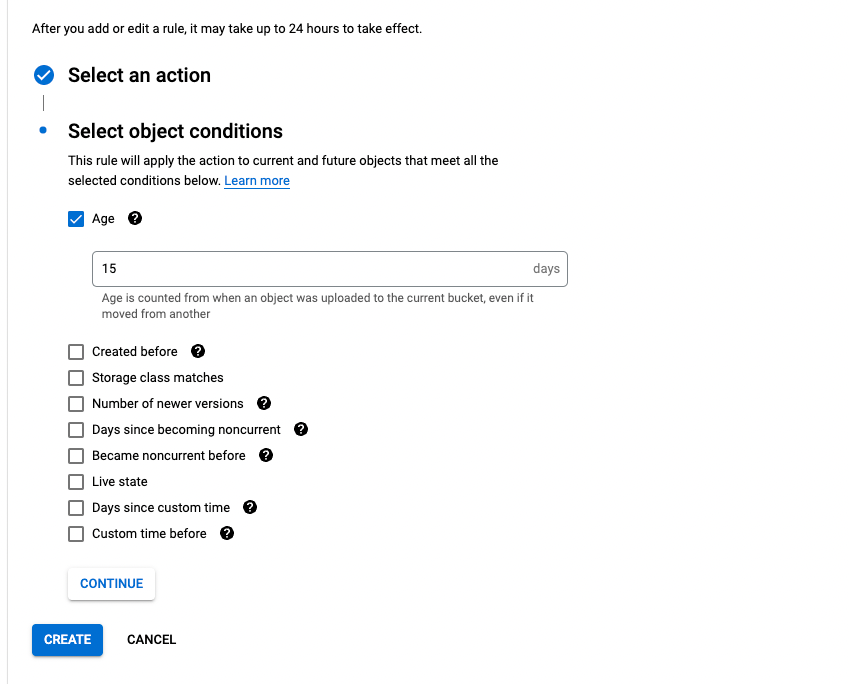 After you add or edit a rule, it may take up to 24 hours to take effect.
Select an action
Select object conditions
This rule will apply the action to current and future objects that meet all the
selected conditions below. Learn more
Age ?
15 days
Age is counted from when an object was uploaded to the current bucket, even if it
moved from another
Created before ?
Storage class matches
Number of newer versions ?
Days since becoming noncurrent ?
Became noncurrent before ?
Live state
Days since custom time ?
Custom time before ?
CONTINUE
CREATE CANCEL